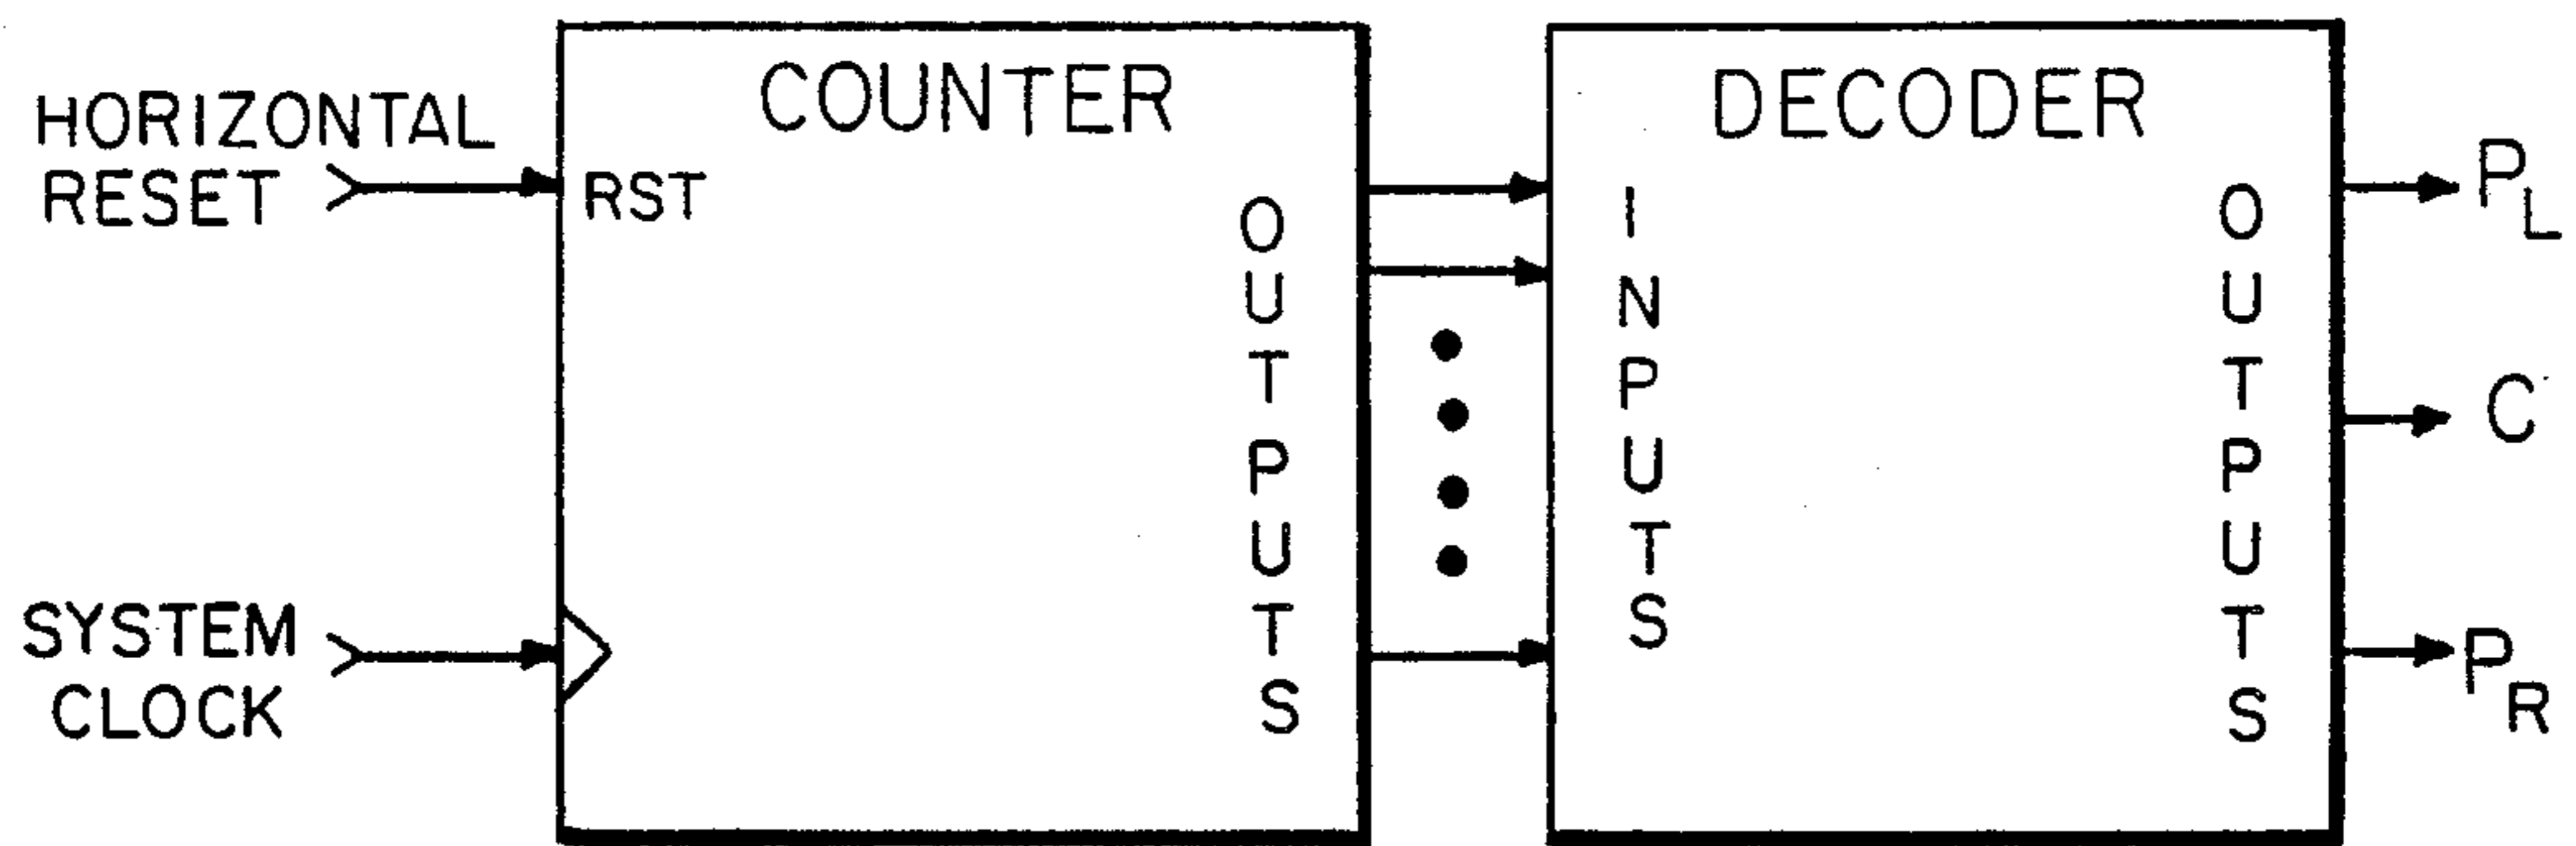 HORIZONTAL
RESET
SYSTEM
CLOCK
COUNTER
RST
OUTPUTS
DECODER
INPUTS
OUTPUTS
PL
C
PR